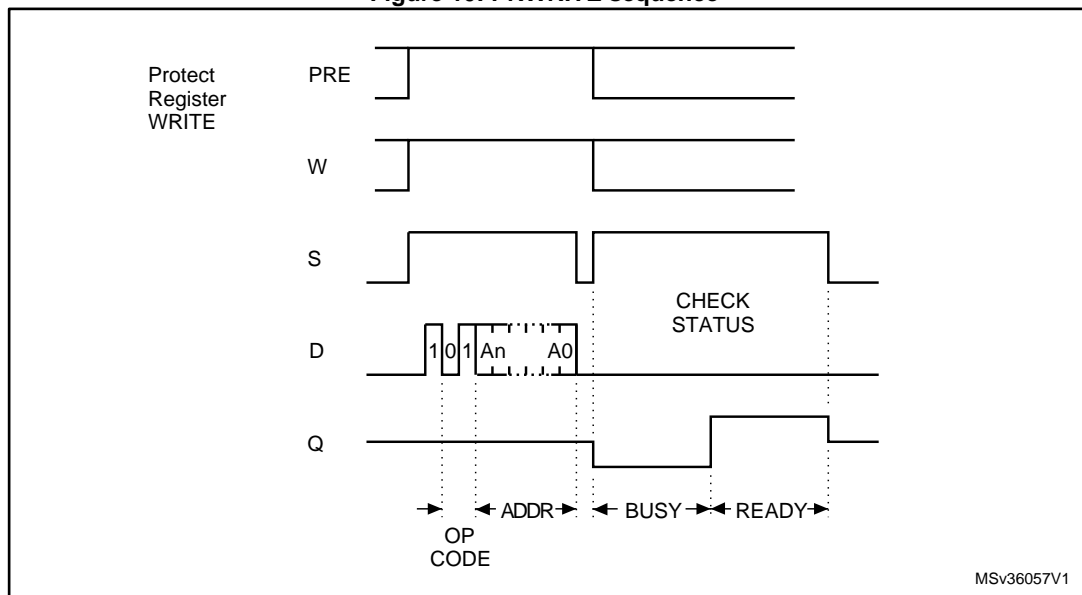 Protect
Register
WRITE
PRE
W
S
CHECK
STATUS
D
1 0 1 An A0
Q
ADDR
BUSY
READY
OP
CODE
MSv36057V1